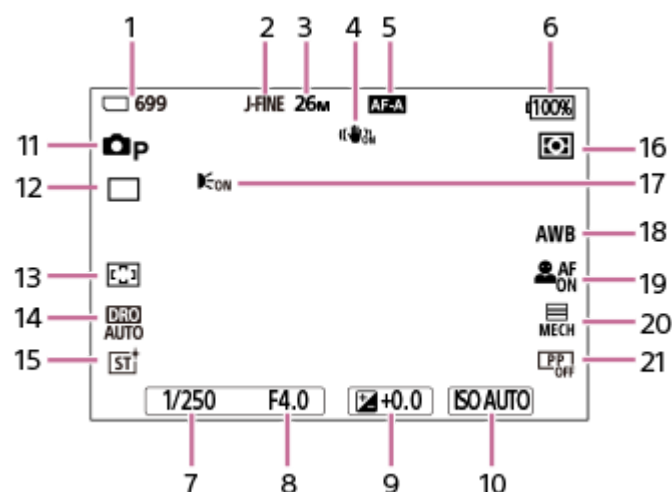 1 2 3 4 5 6
699 J-FINE 26M AF-A 100%
ON
11 P 16
12 ON 17
AWB 18
13 AF ON 19
14 DRO AUTO MECH 20
15 ST PP OFF 21
1/250 F4.0 +0.0 ISO AUTO
7 8 9 10